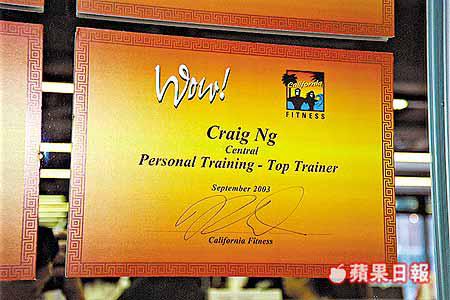 Wow!
California
FITNESS
Craig Ng
Central
Personal Training - Top Trainer
September 2003
California Fitness
蘋果日報